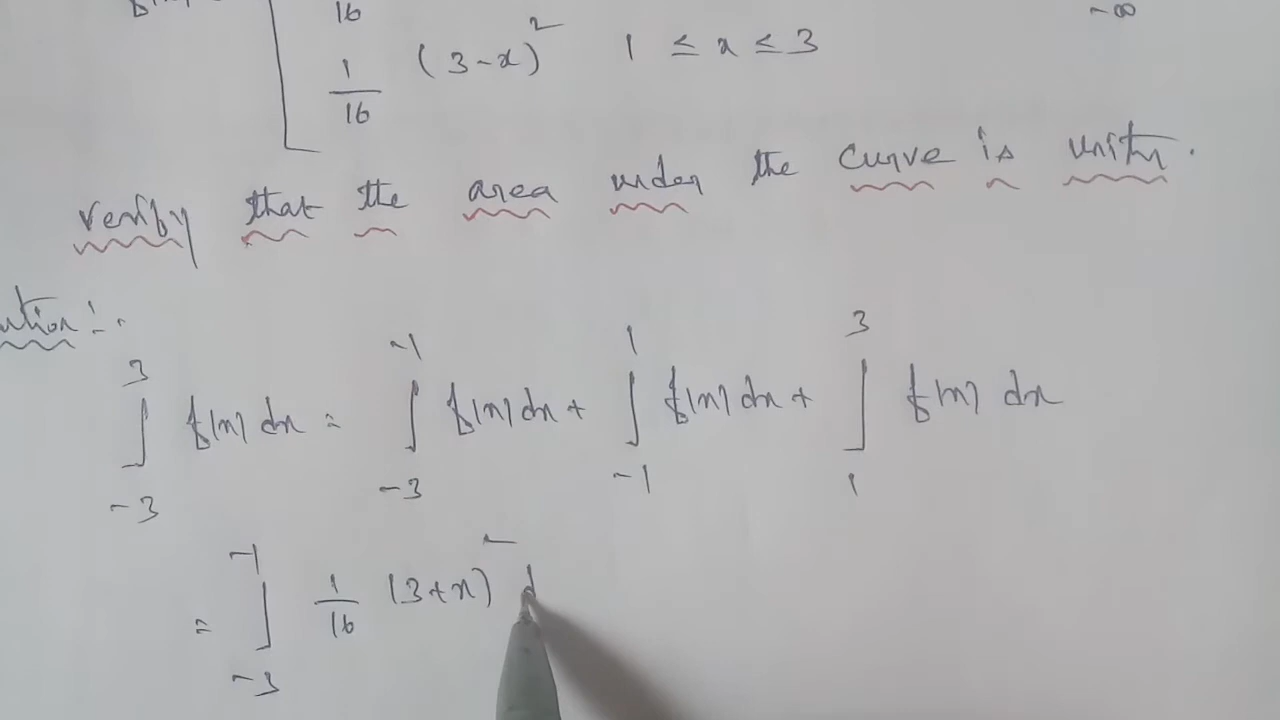 16
-∞
1/16 (3-x)² 1 ≤ x ≤ 3
verify that the area under the curve is unity.
ution:-
∫_{-3}^{3} f(x) dx = ∫_{-3}^{-1} f(x) dx + ∫_{-1}^{1} f(x) dx + ∫_{1}^{3} f(x) dx
= ∫_{-3}^{-1} 1/16 (3+x)² d